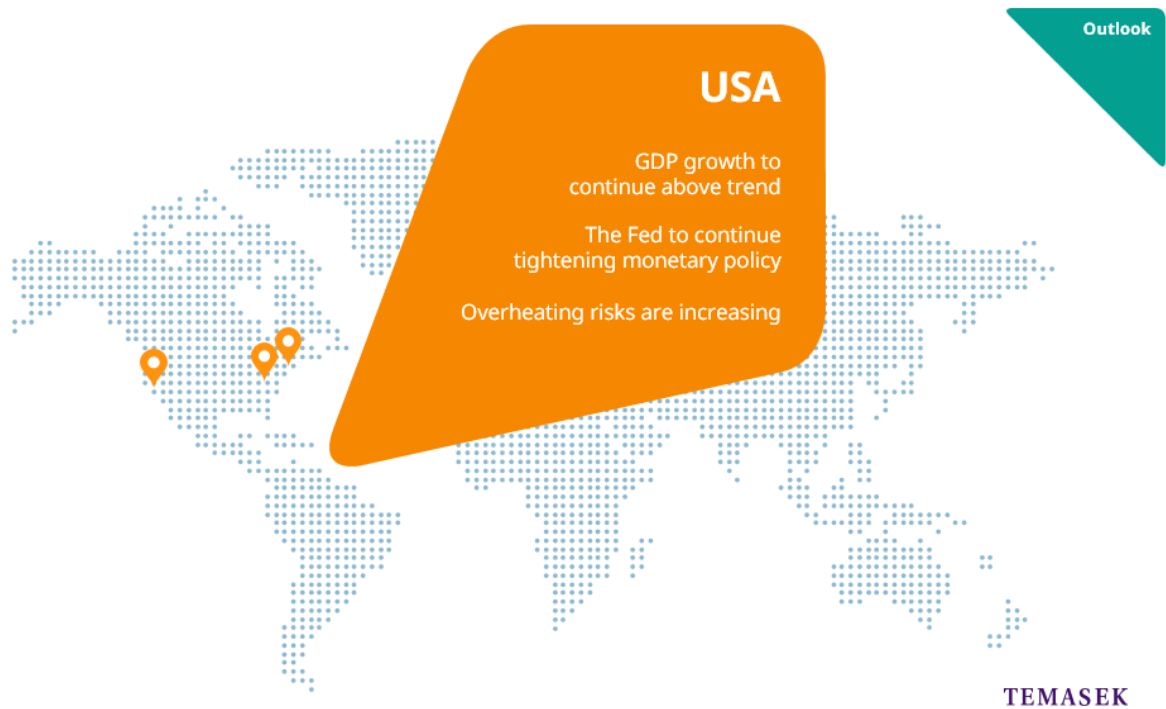 Outlook
USA
GDP growth to
continue above trend
The Fed to continue
tightening monetary policy
Overheating risks are increasing
TEMASEK